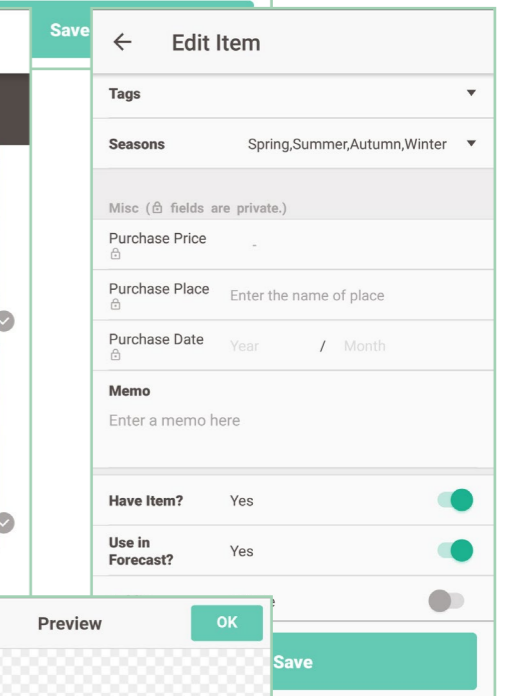 Save
← Edit Item
Tags
Seasons Spring,Summer,Autumn,Winter
Misc ( fields are private.)
Purchase Price -
Purchase Place Enter the name of place
Purchase Date Year / Month
Memo
Enter a memo here
Have Item? Yes
Use in
Forecast? Yes
Preview OK
Save